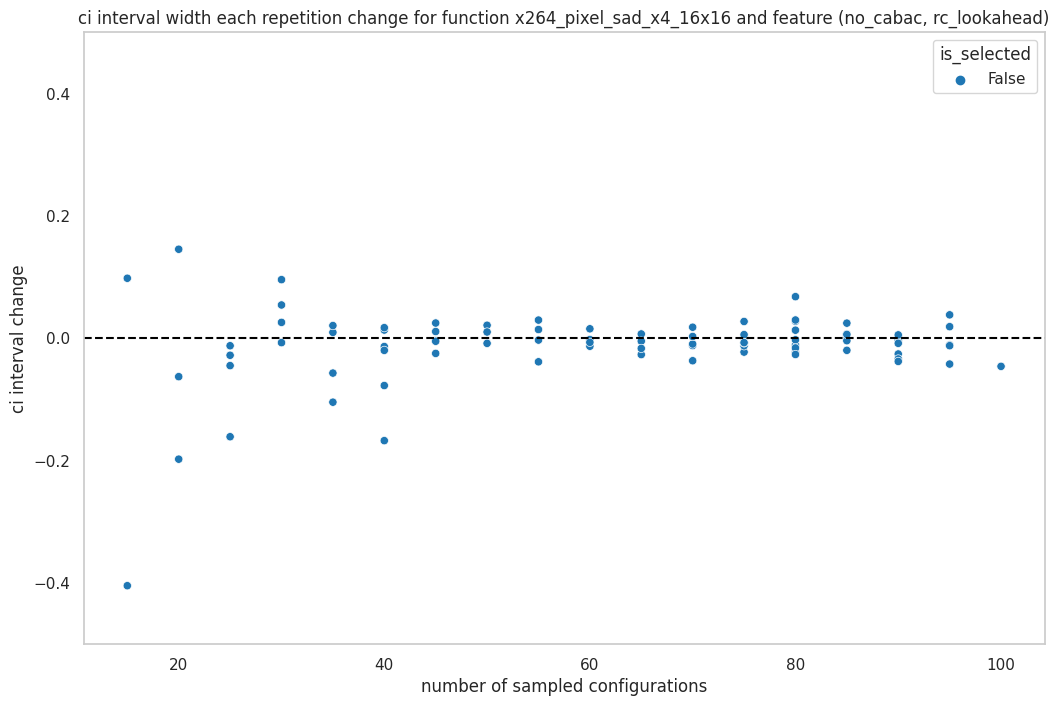 ci interval width each repetition change for function x264_pixel_sad_x4_16x16 and feature (no_cabac, rc_lookahead)
is_selected
False
0.4
0.2
0.0
−0.2
−0.4
ci interval change
20 40 60 80 100
number of sampled configurations